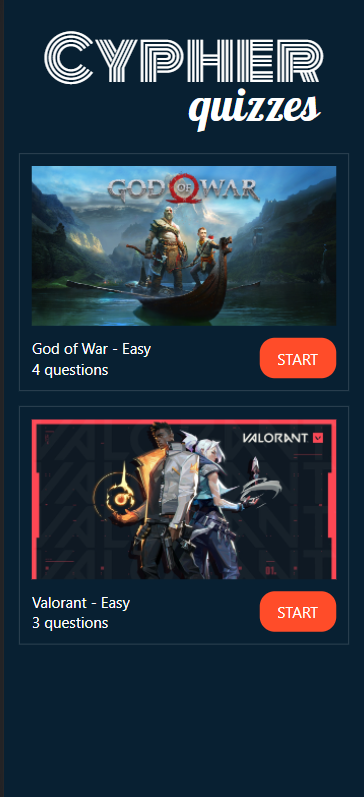 CYPHER
quizzes
GOD OF WAR
God of War - Easy
4 questions
START
VALORANT
Valorant - Easy
3 questions
START